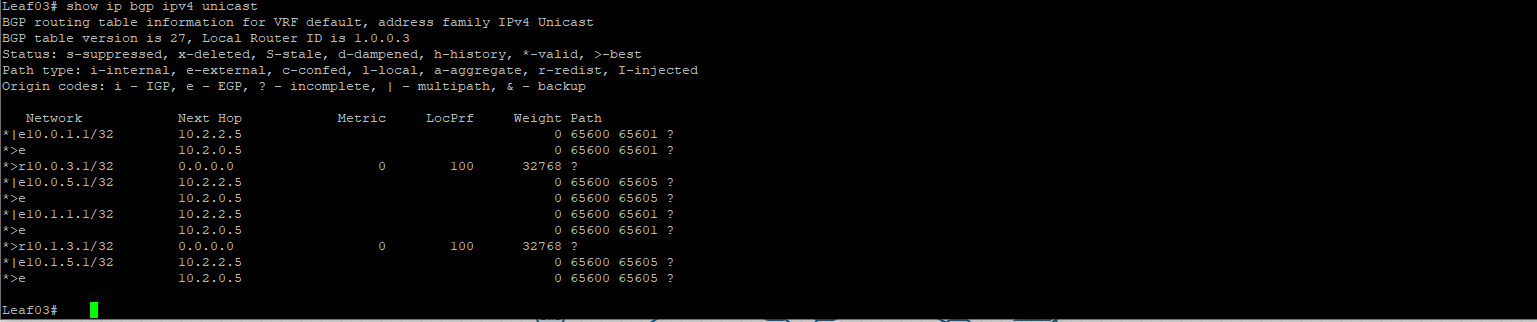 Leaf03# show ip bgp ipv4 unicast
BGP routing table information for VRF default, address family IPv4 Unicast
BGP table version is 27, Local Router ID is 1.0.0.3
Status: s-suppressed, x-deleted, S-stale, d-dampened, h-history, *-valid, >-best
Path type: i-internal, e-external, c-confed, l-local, a-aggregate, r-redist, I-injected
Origin codes: i - IGP, e - EGP, ? - incomplete, | - multipath, & - backup

   Network            Next Hop            Metric     LocPrf     Weight Path
*|e10.0.1.1/32        10.2.2.5                                       0 65600 65601 ?
*>e                   10.2.0.5                                       0 65600 65601 ?
*>r10.0.3.1/32        0.0.0.0                  0        100      32768 ?
*|e10.0.5.1/32        10.2.2.5                                       0 65600 65605 ?
*>e                   10.2.0.5                                       0 65600 65605 ?
*|e10.1.1.1/32        10.2.2.5                                       0 65600 65601 ?
*>e                   10.2.0.5                                       0 65600 65601 ?
*>r10.1.3.1/32        0.0.0.0                  0        100      32768 ?
*|e10.1.5.1/32        10.2.2.5                                       0 65600 65605 ?
*>e                   10.2.0.5                                       0 65600 65605 ?

Leaf03#